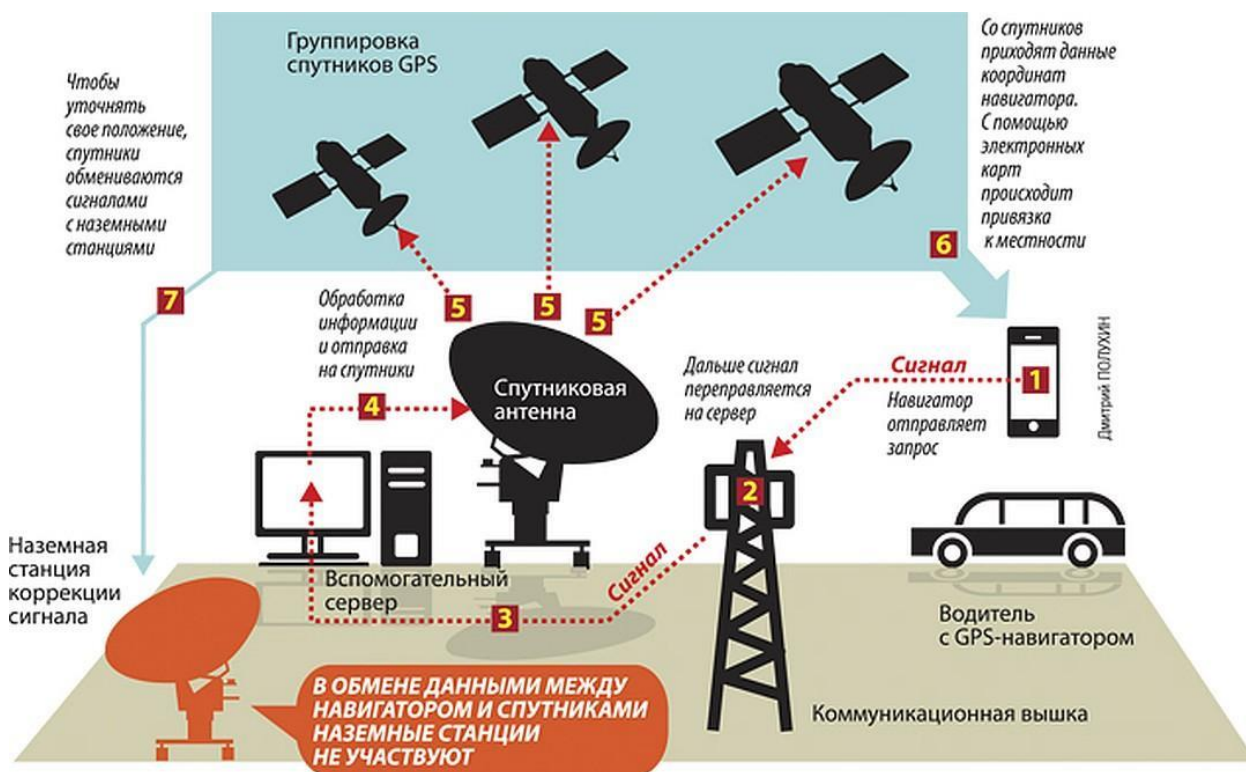 Группировка
спутников GPS
Чтобы
уточнять
свое положение,
спутники
обмениваются
сигналами
с наземными
станциями
Со спутников
приходят данные
координат
навигатора.
С помощью
электронных
карт
происходит
привязка
к местности
6
7
5
5
5
Обработка
информации
и отправка
на спутники
4
Спутниковая
антенна
Дальше сигнал
переправляется
на сервер
Сигнал
1
Навигатор
отправляет
запрос
Дмитрий ПОЛУХИН
2
Наземная
станция
коррекции
сигнала
Вспомогательный
сервер
3
Сигнал
Водитель
с GPS-навигатором
Коммуникационная вышка
В ОБМЕНЕ ДАННЫМИ МЕЖДУ
НАВИГАТОРОМ И СПУТНИКАМИ
НАЗЕМНЫЕ СТАНЦИИ
НЕ УЧАСТВУЮТ